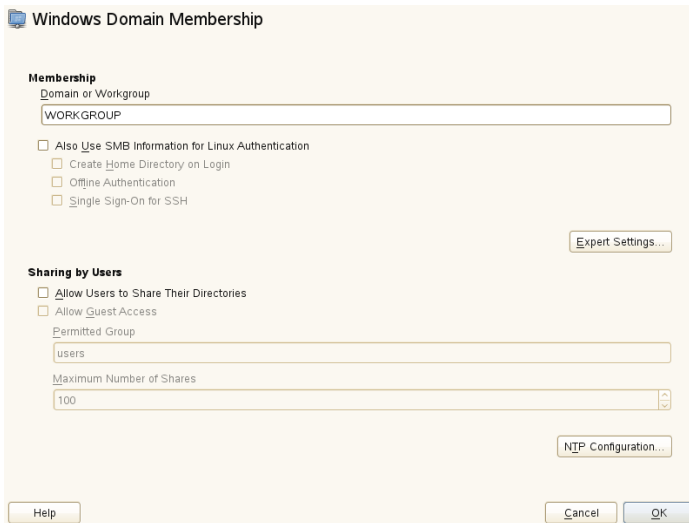 Windows Domain Membership
Membership
Domain or Workgroup
WORKGROUP
Also Use SMB Information for Linux Authentication
Create Home Directory on Login
Offline Authentication
Single Sign-On for SSH
Expert Settings...
Sharing by Users
Allow Users to Share Their Directories
Allow Guest Access
Permitted Group
users
Maximum Number of Shares
100
NTP Configuration...
Help
Cancel
OK